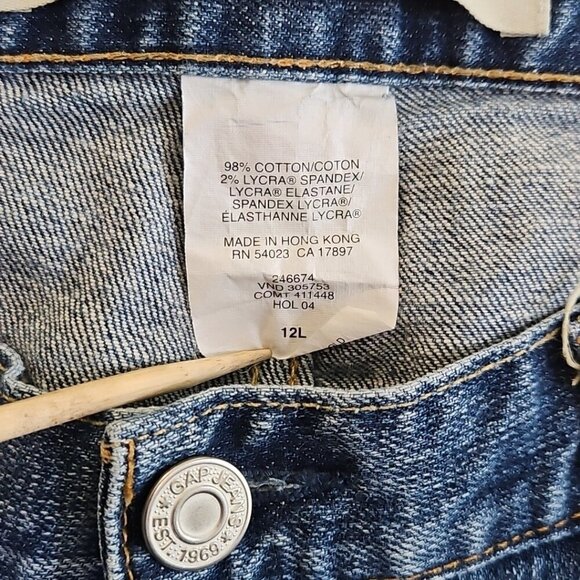 98% COTTON/COTON
2% LYCRA® SPANDEX/
LYCRA® ELASTANE/
SPANDEX LYCRA®/
ÉLASTHANNE LYCRA®
MADE IN HONG KONG
RN 54023 CA 17897
246674
VND 305753
COMT 411448
HOL 04
12L
GAP JEANS
EST. 1969